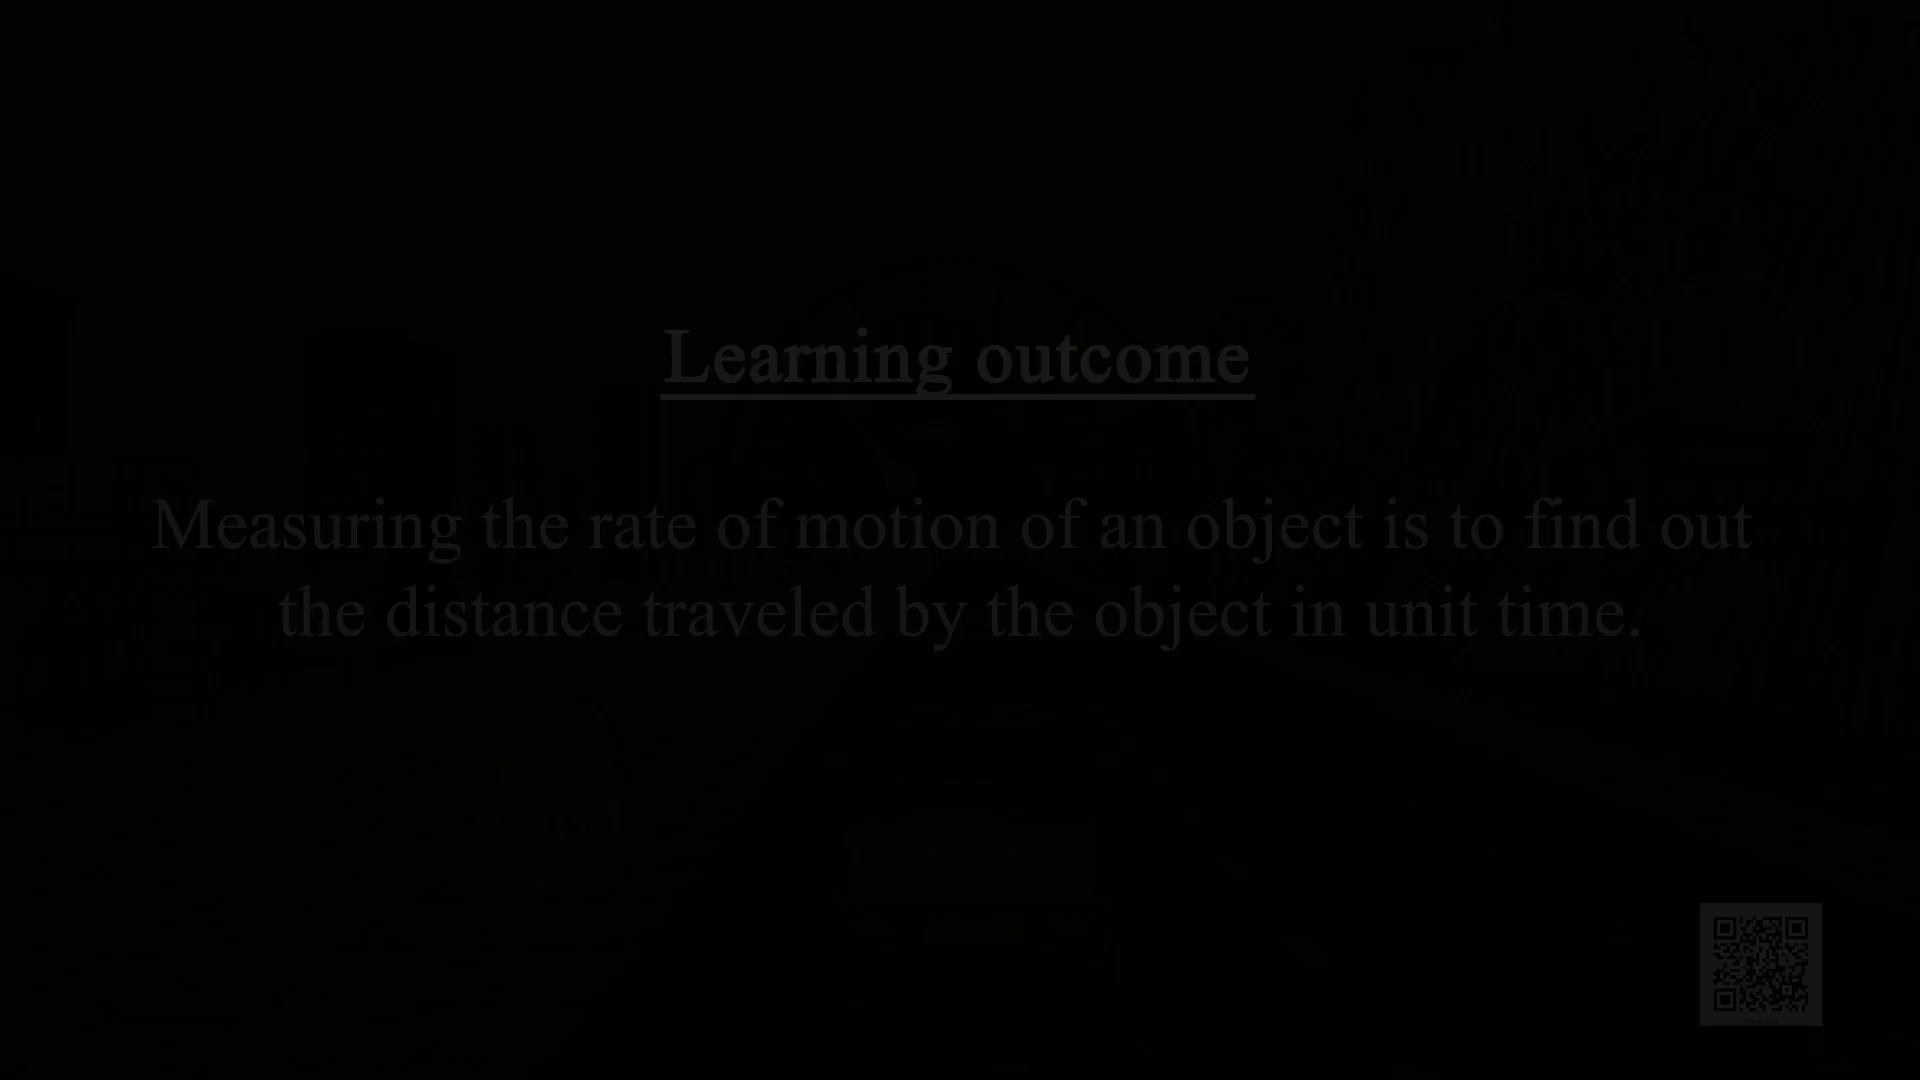 Learning outcome
Measuring the rate of motion of an object is to find out
the distance traveled by the object in unit time.